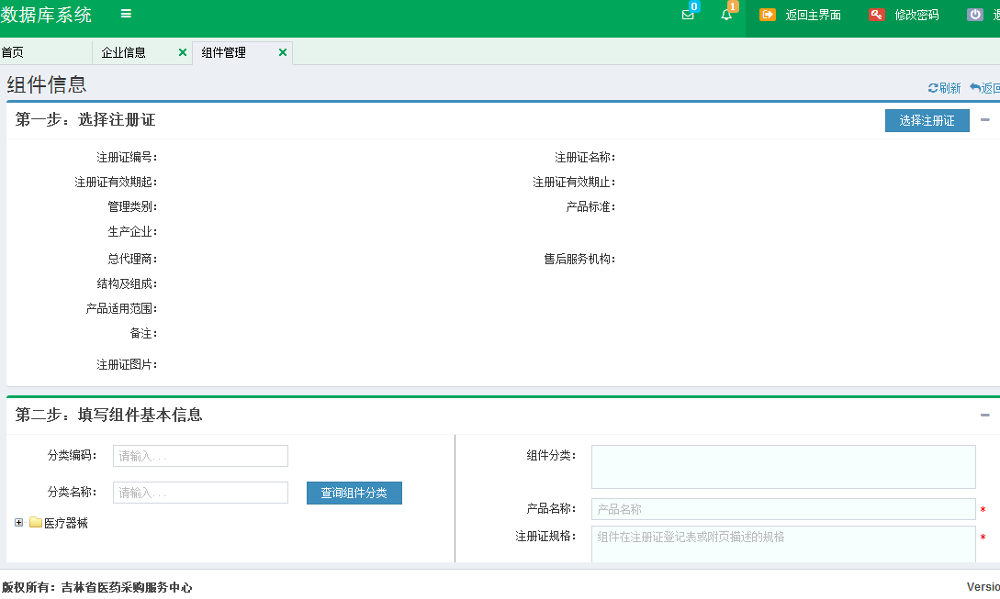 数据库系统 0 1 返回主界面 修改密码
首页 企业信息 组件管理
组件信息 刷新 返回
第一步：选择注册证 选择注册证
注册证编号： 注册证名称：
注册证有效期起： 注册证有效期止：
管理类别： 产品标准：
生产企业：
总代理商： 售后服务机构：
结构及组成：
产品适用范围：
备注：
注册证图片：
第二步：填写组件基本信息
分类编码： 请输入... 组件分类：
分类名称： 请输入... 查询组件分类
产品名称： 产品名称 *
医疗器械
注册证规格： 组件在注册证登记表或附页描述的规格 *
版权所有：吉林省医药采购服务中心 Versio